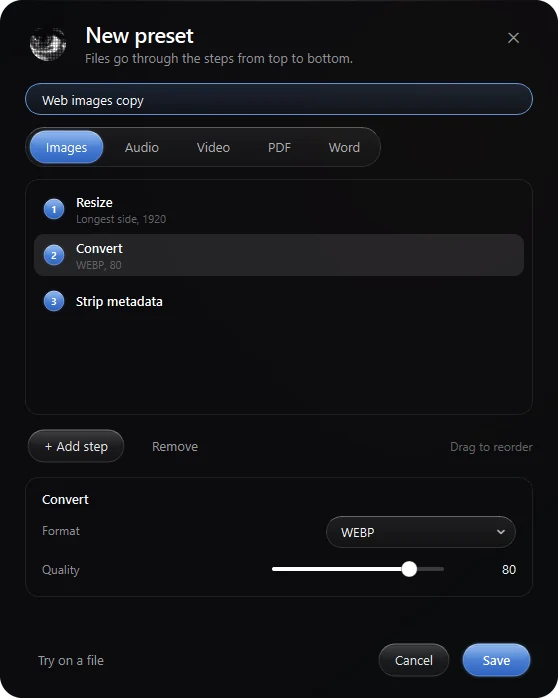 New preset
Files go through the steps from top to bottom.
Web images copy
Images Audio Video PDF Word
1 Resize
Longest side, 1920
2 Convert
WEBP, 80
3 Strip metadata
+ Add step Remove Drag to reorder
Convert
Format WEBP
Quality 80
Try on a file Cancel Save